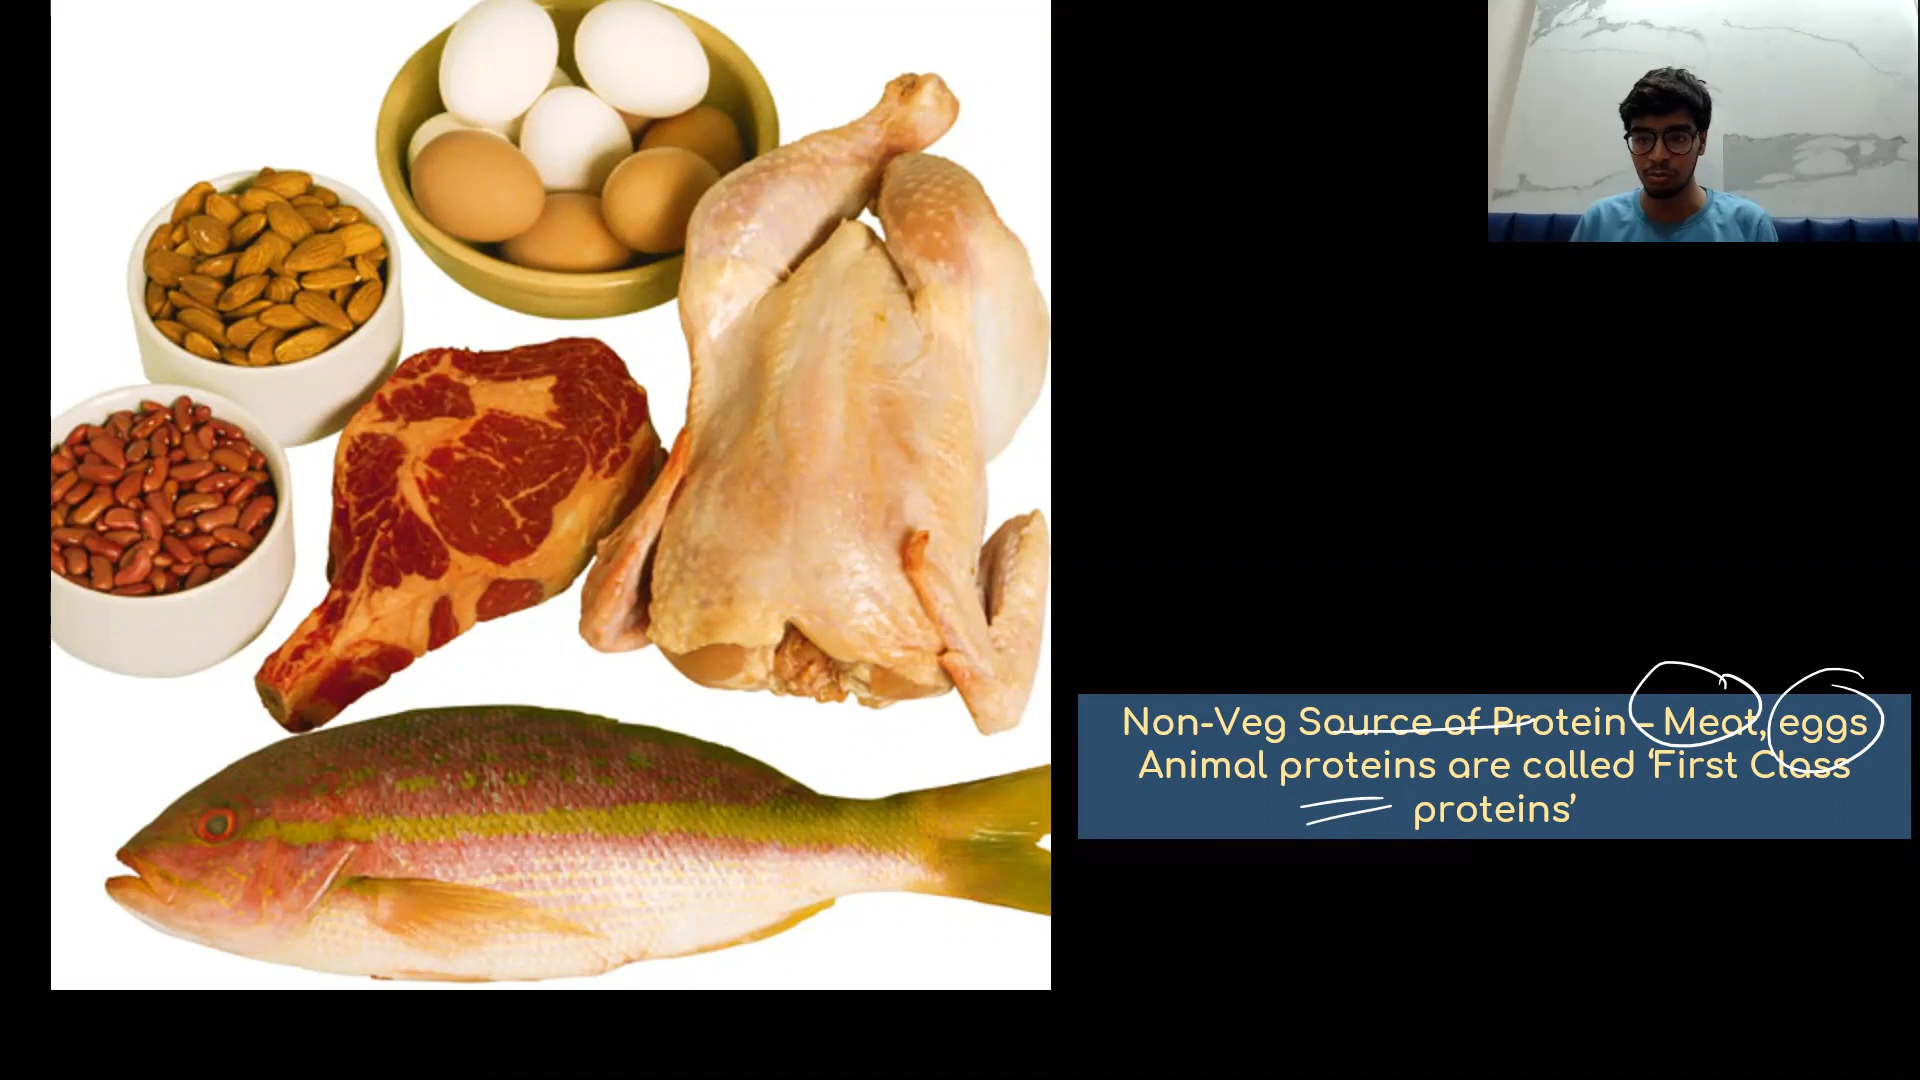 Non-Veg Source of Protein – Meat, eggs
Animal proteins are called ‘First Class
proteins’